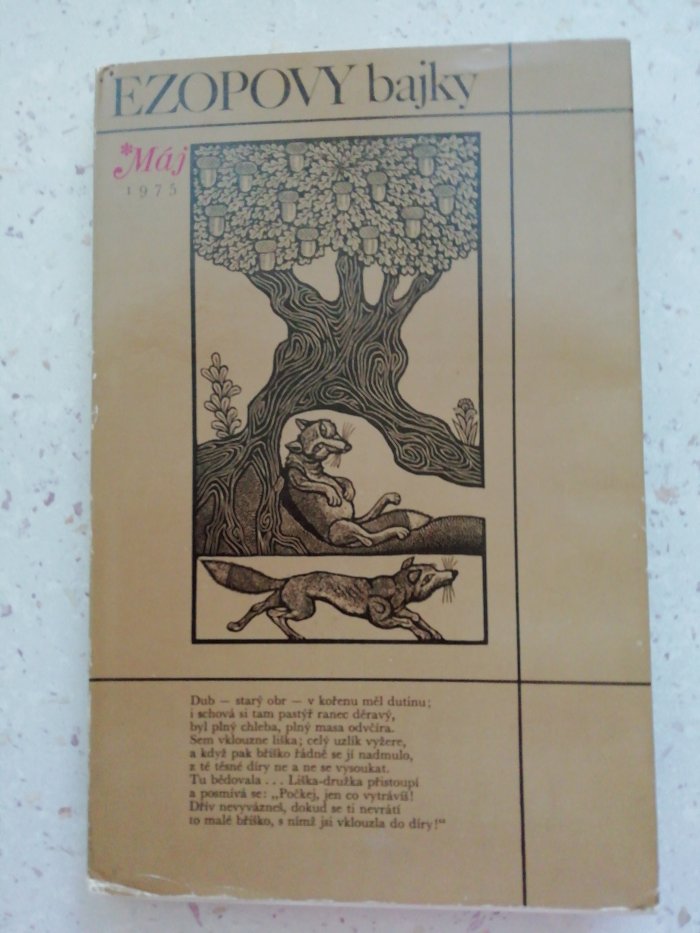 EZOPOVY bajky
*Máj
1975
Dub — starý obr — v kořenu měl dutinu;
i schová si tam pastýř ranec děravý,
byl plný chleba, plný masa odvčíra.
Sem vklouzne liška; celý uzlík vyžere,
a když pak bříško řádně se jí nadmulo,
z té těsné díry ne a ne se vysoukat.
Tu bědovala . . . Liška-družka přistoupí
a posmívá se: „Počkej, jen co vytrávíš!
Dřív nevyvázneš, dokud se ti nevrátí
to malé bříško, s nímž jsi vklouzla do díry!“